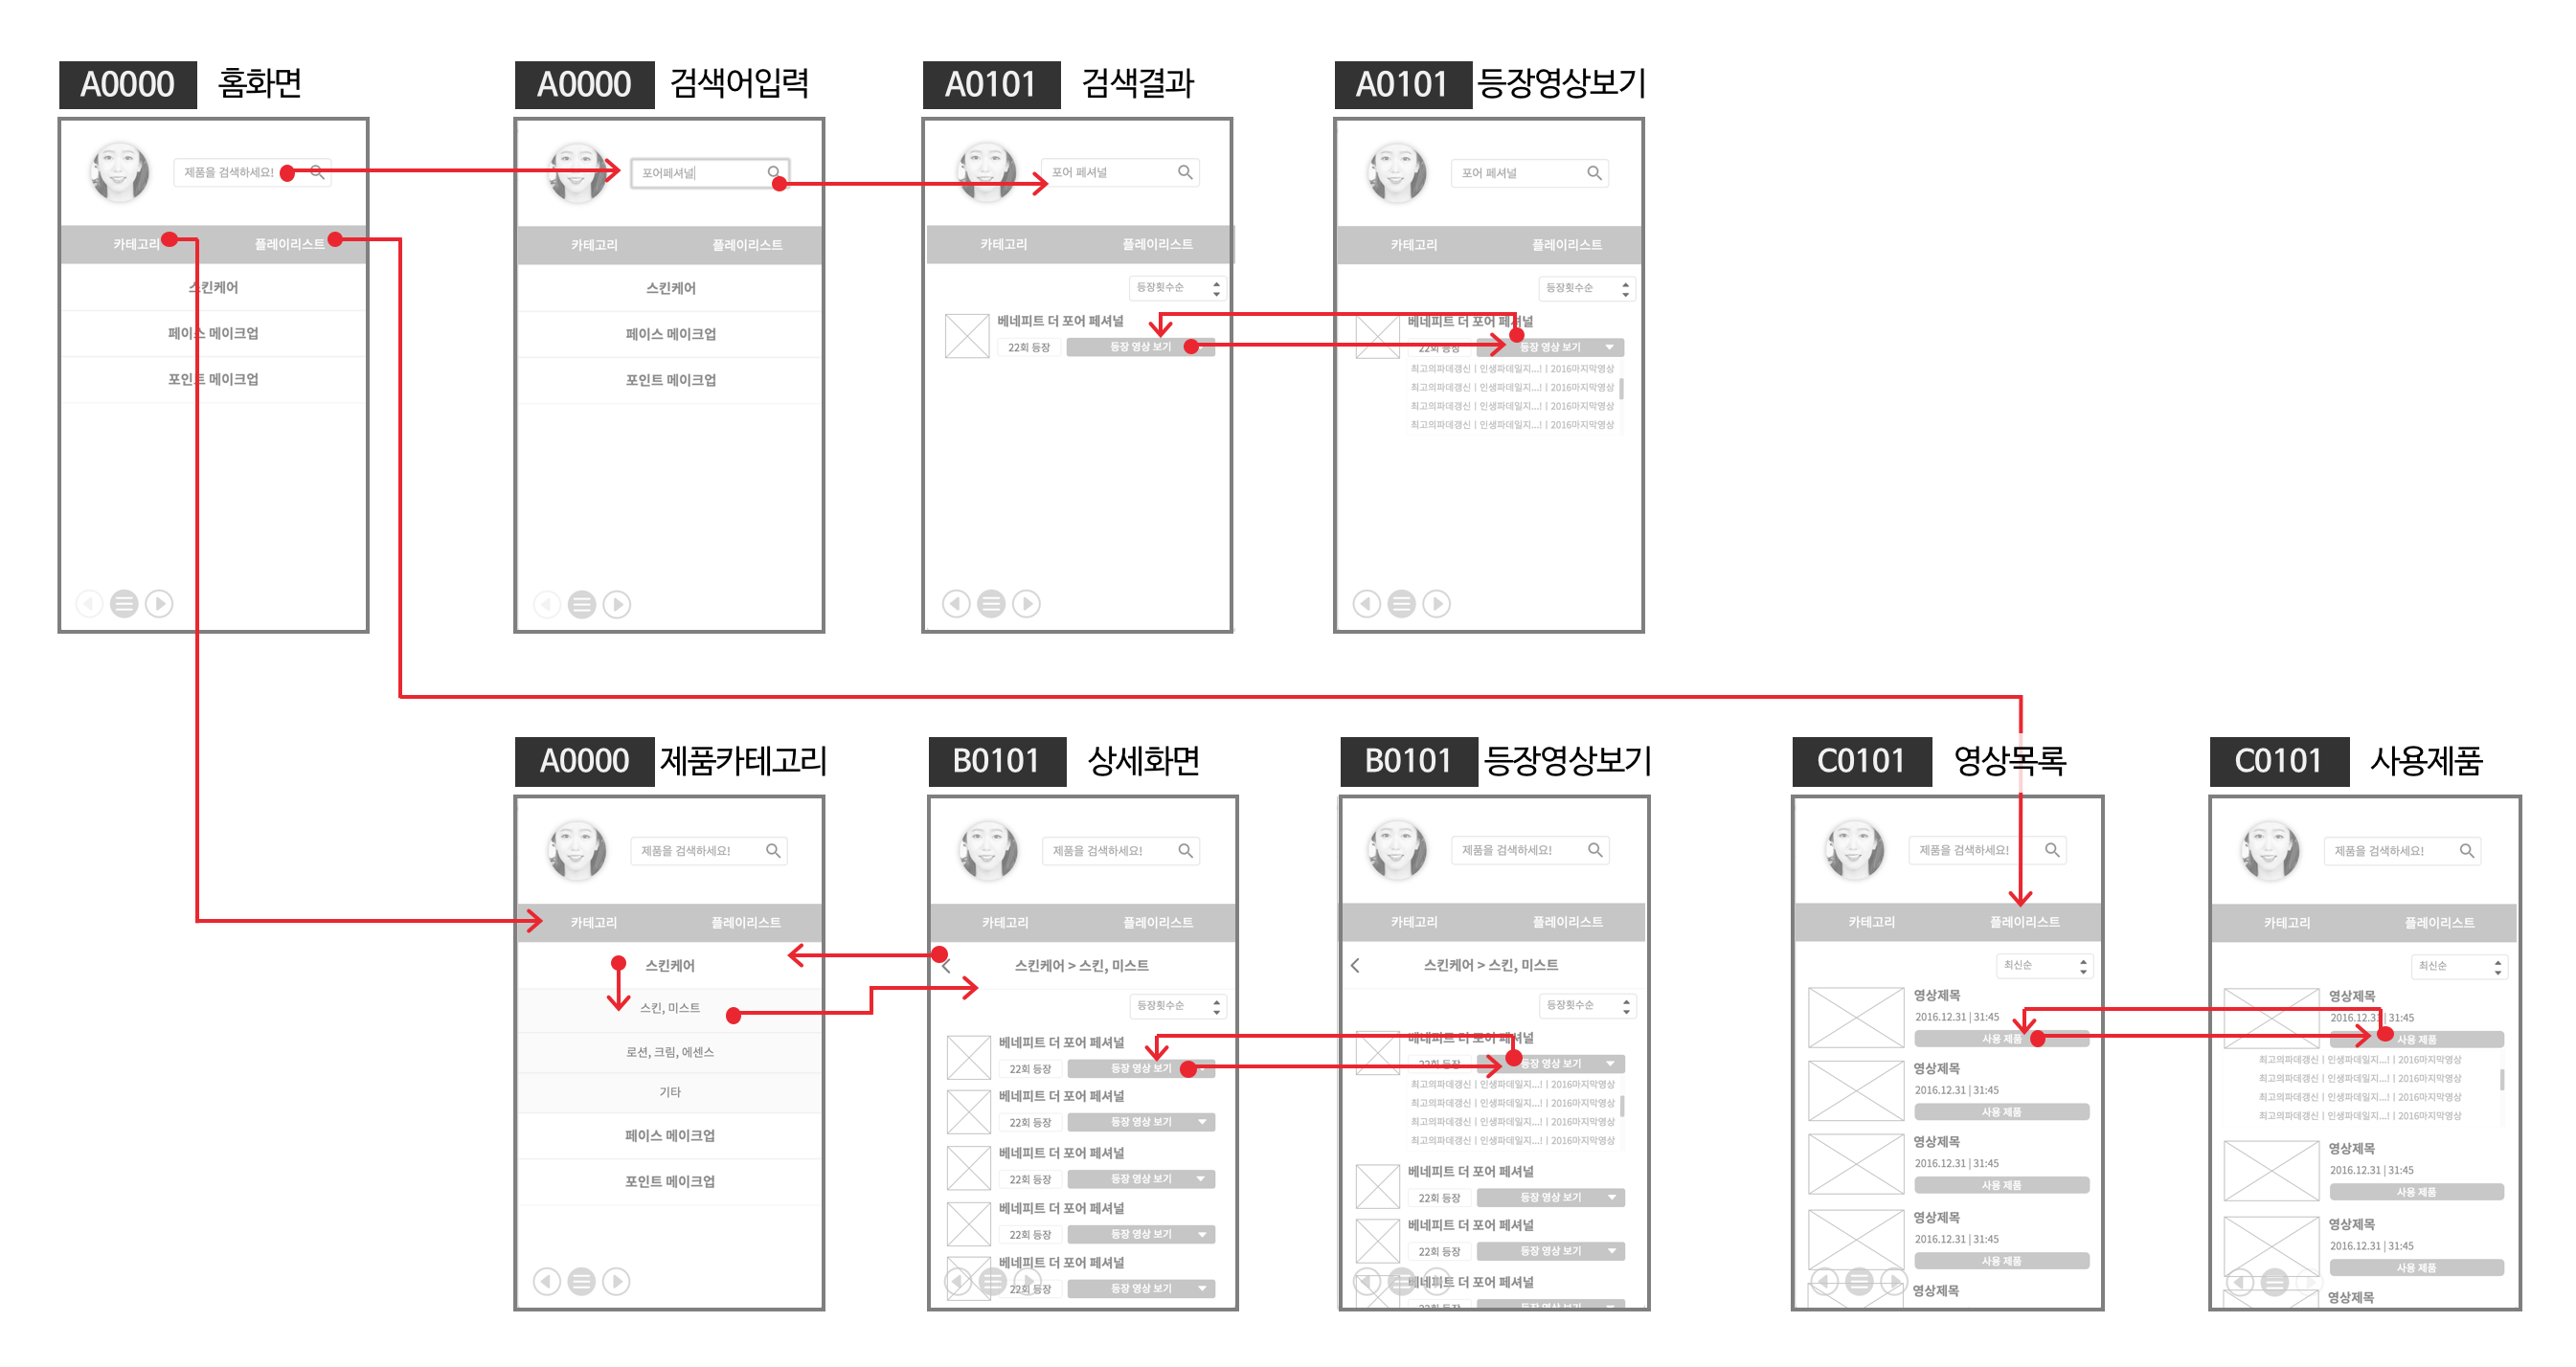 A0000 홈화면
제품을 검색하세요!
카테고리 플레이리스트
스킨케어
페이스 메이크업
포인트 메이크업
A0000 검색어입력
포어페셔널
카테고리 플레이리스트
스킨케어
페이스 메이크업
포인트 메이크업
A0101 검색결과
포어 페셔널
카테고리 플레이리스트
등장횟수순
베네피트 더 포어 페셔널
22회 등장 등장 영상 보기
A0101 등장영상보기
포어 페셔널
카테고리 플레이리스트
등장횟수순
베네피트 더 포어 페셔널
22회 등장 등장 영상 보기
최고의파데갱신 | 인생파데일지...! | 2016마지막영상
최고의파데갱신 | 인생파데일지...! | 2016마지막영상
최고의파데갱신 | 인생파데일지...! | 2016마지막영상
최고의파데갱신 | 인생파데일지...! | 2016마지막영상
A0000 제품카테고리
제품을 검색하세요!
카테고리 플레이리스트
스킨케어
스킨, 미스트
로션, 크림, 에센스
기타
페이스 메이크업
포인트 메이크업
B0101 상세화면
제품을 검색하세요!
카테고리 플레이리스트
스킨케어 > 스킨, 미스트
등장횟수순
베네피트 더 포어 페셔널
22회 등장 등장 영상 보기
베네피트 더 포어 페셔널
22회 등장 등장 영상 보기
베네피트 더 포어 페셔널
22회 등장 등장 영상 보기
베네피트 더 포어 페셔널
22회 등장 등장 영상 보기
베네피트 더 포어 페셔널
22회 등장 등장 영상 보기
B0101 등장영상보기
제품을 검색하세요!
카테고리 플레이리스트
스킨케어 > 스킨, 미스트
등장횟수순
베네피트 더 포어 페셔널
22회 등장 등장 영상 보기
최고의파데갱신 | 인생파데일지...! | 2016마지막영상
최고의파데갱신 | 인생파데일지...! | 2016마지막영상
최고의파데갱신 | 인생파데일지...! | 2016마지막영상
최고의파데갱신 | 인생파데일지...! | 2016마지막영상
베네피트 더 포어 페셔널
22회 등장 등장 영상 보기
베네피트 더 포어 페셔널
22회 등장 등장 영상 보기
베네피트 더 포어 페셔널
22회 등장 등장 영상 보기
C0101 영상목록
제품을 검색하세요!
카테고리 플레이리스트
최신순
영상제목
2016.12.31 | 31:45
사용 제품
영상제목
2016.12.31 | 31:45
사용 제품
영상제목
2016.12.31 | 31:45
사용 제품
영상제목
2016.12.31 | 31:45
사용 제품
영상제목
C0101 사용제품
제품을 검색하세요!
카테고리 플레이리스트
최신순
영상제목
2016.12.31 | 31:45
사용 제품
최고의파데갱신 | 인생파데일지...! | 2016마지막영상
최고의파데갱신 | 인생파데일지...! | 2016마지막영상
최고의파데갱신 | 인생파데일지...! | 2016마지막영상
최고의파데갱신 | 인생파데일지...! | 2016마지막영상
영상제목
2016.12.31 | 31:45
사용 제품
영상제목
2016.12.31 | 31:45
사용 제품
영상제목